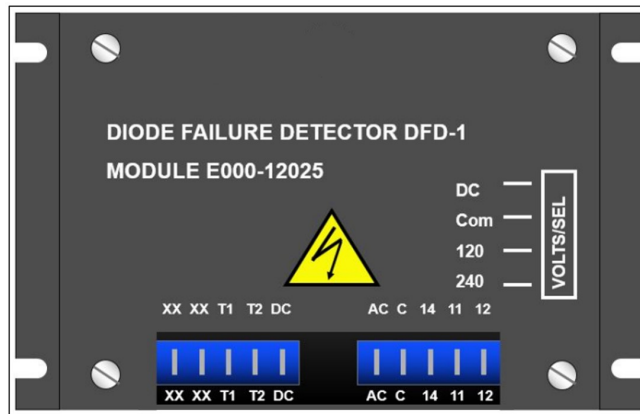 DIODE FAILURE DETECTOR DFD-1
MODULE E000-12025
DC
Com
120
240
VOLTS/SEL
XX XX T1 T2 DC AC C 14 11 12
XX XX T1 T2 DC AC C 14 11 12